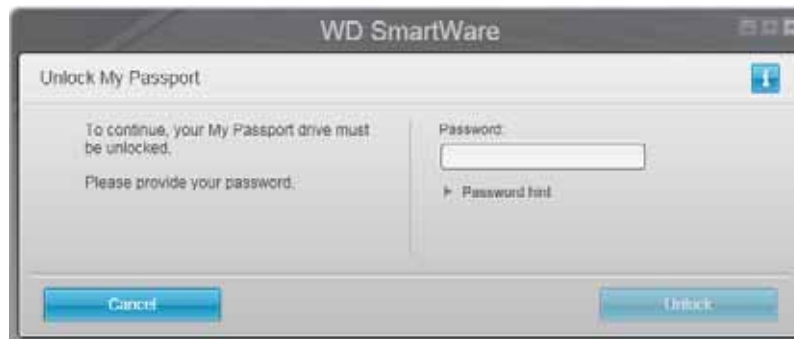 WD SmartWare
Unlock My Passport
To continue, your My Passport drive must
be unlocked.
Please provide your password.
Password:
Password hint
Cancel
Unlock